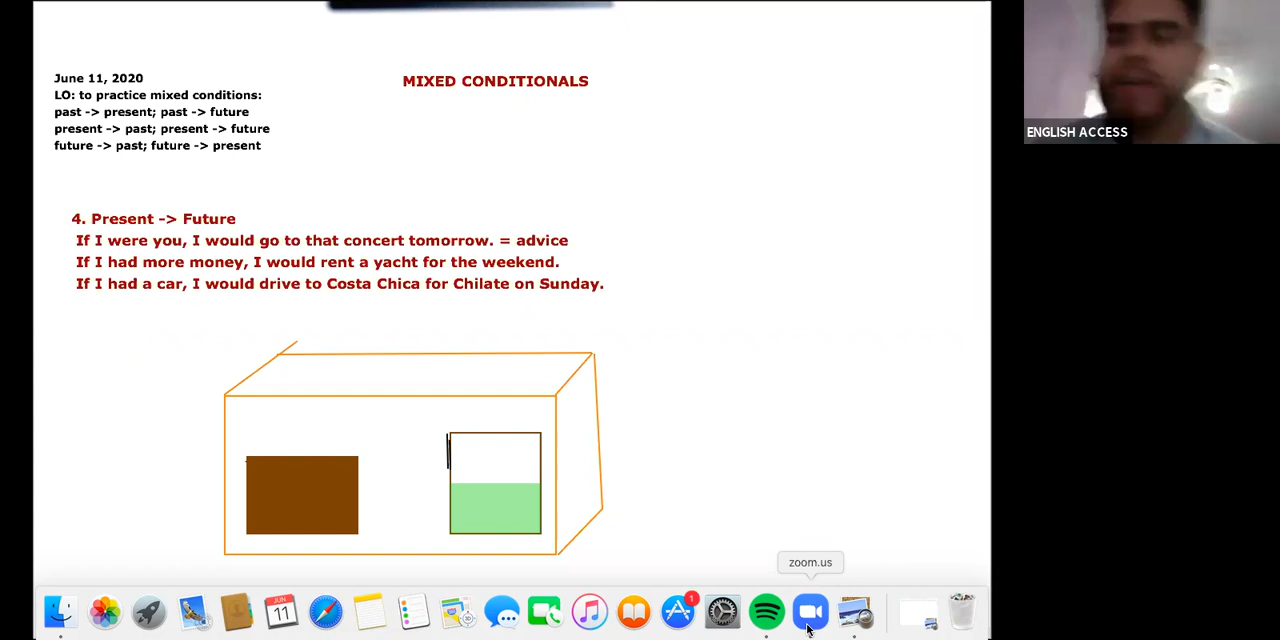 June 11, 2020
MIXED CONDITIONALS
LO: to practice mixed conditions:
past -> present; past -> future
present -> past; present -> future
future -> past; future -> present
ENGLISH ACCESS
4. Present -> Future
If I were you, I would go to that concert tomorrow. = advice
If I had more money, I would rent a yacht for the weekend.
If I had a car, I would drive to Costa Chica for Chilate on Sunday.
zoom.us
JUN
11
1